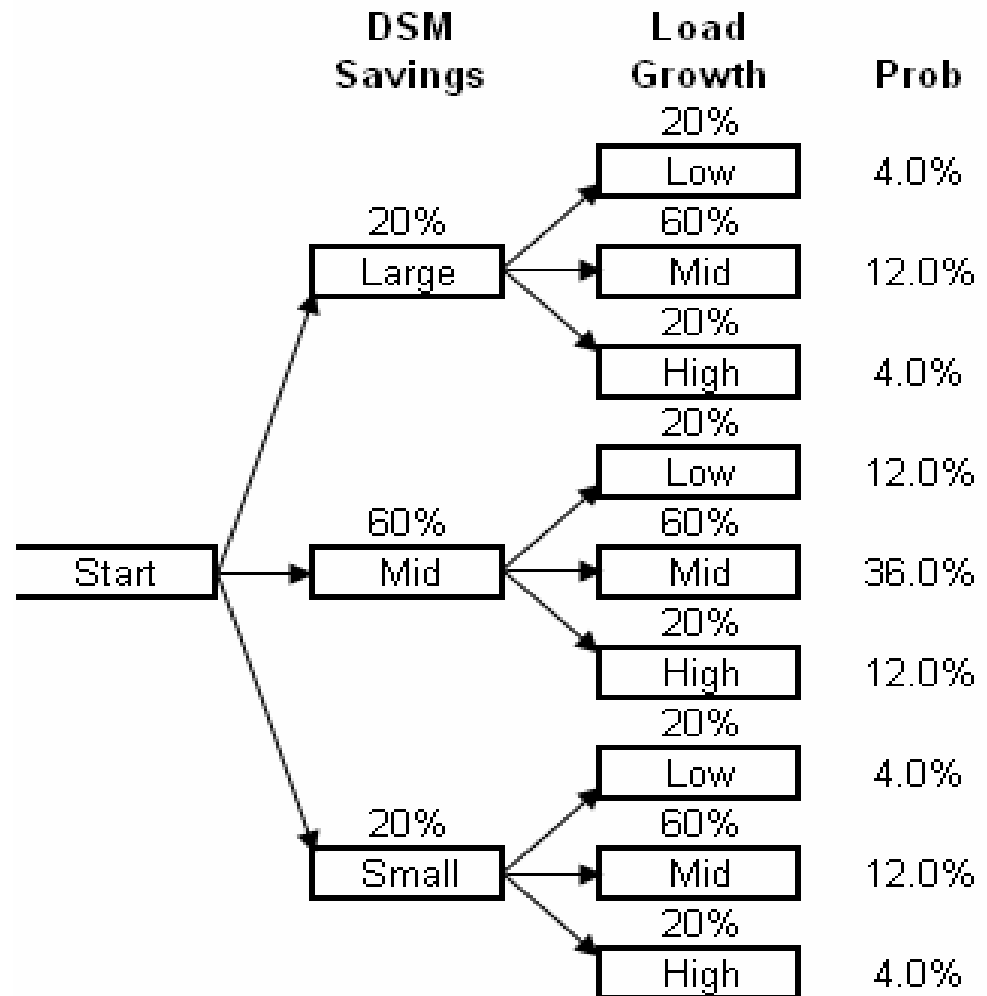 DSM Load
Savings Growth Prob
20%
Low 4.0%
20% 60%
Large Mid 12.0%
20%
High 4.0%
20%
Low 12.0%
60% 60%
Start Mid Mid 36.0%
20%
High 12.0%
20%
Low 4.0%
20% 60%
Small Mid 12.0%
20%
High 4.0%